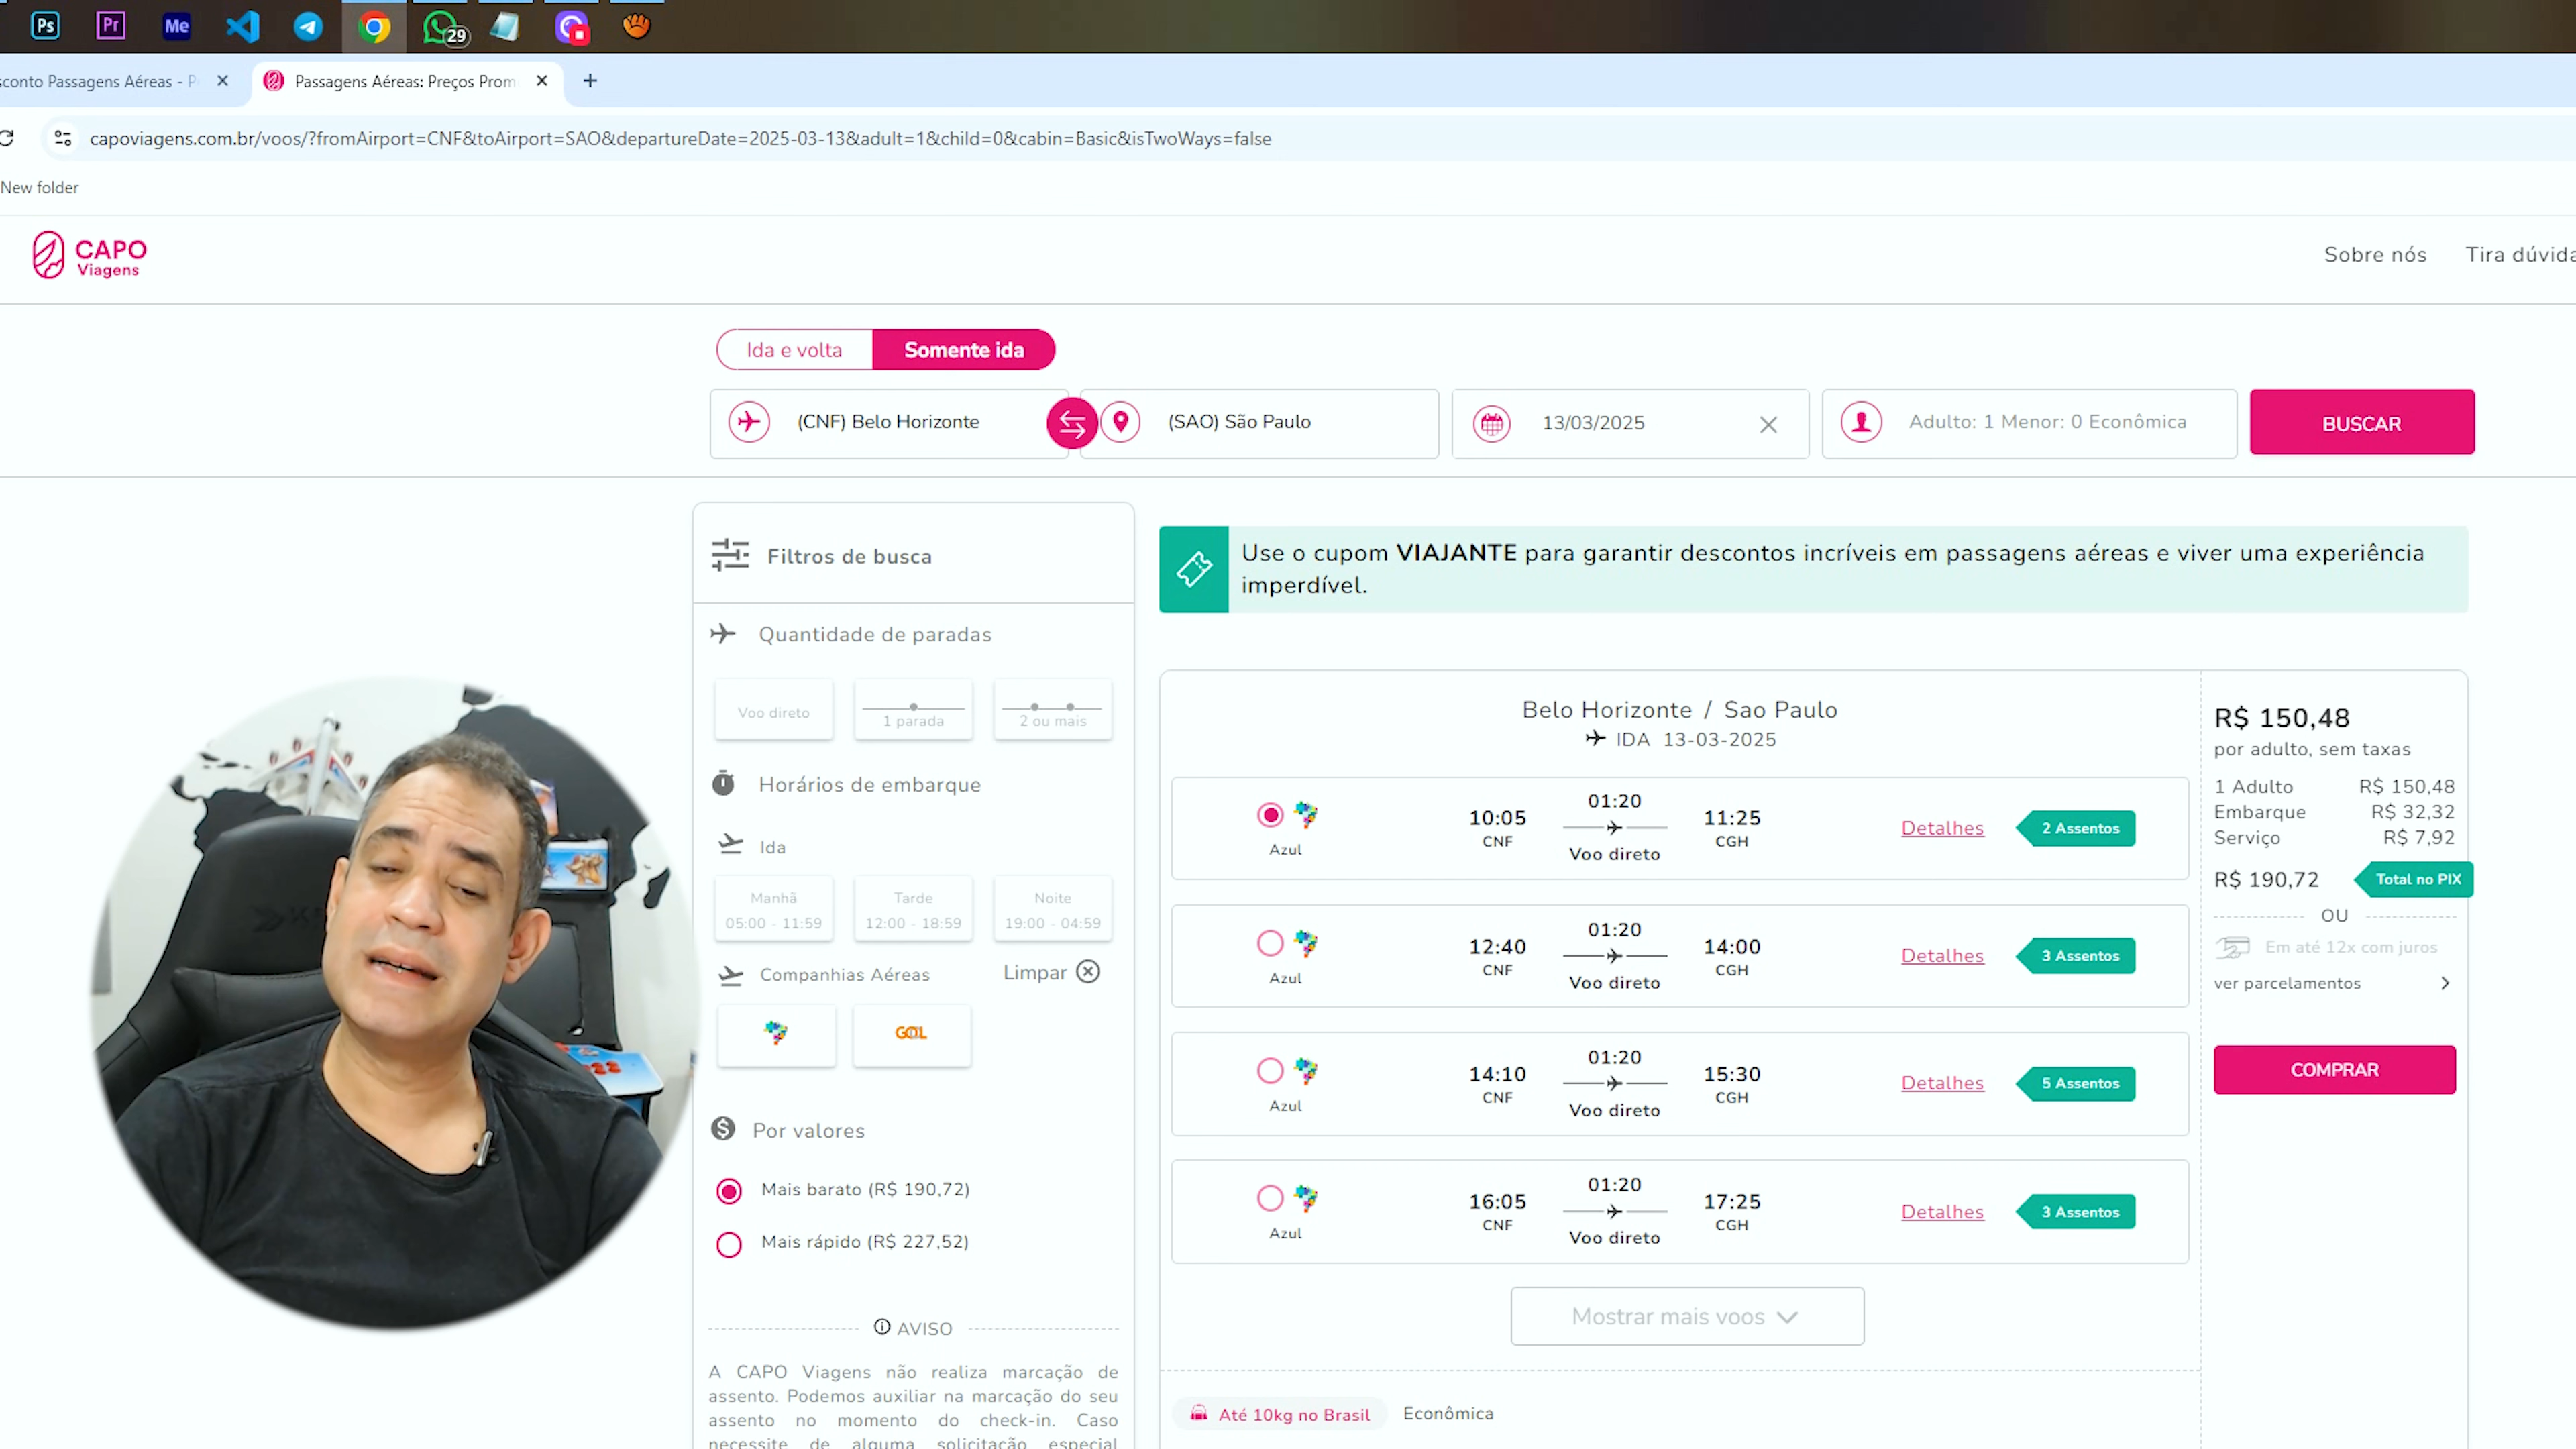 Ps
Pr
Me
29
sconto Passagens Aéreas - P
Passagens Aéreas: Preços Prom
capoviagens.com.br/voos/?fromAirport=CNF&toAirport=SAO&departureDate=2025-03-13&adult=1&child=0&cabin=Basic&isTwoWays=false
New folder
CAPO
Viagens
Sobre nós
Tira dúvida
Ida e volta
Somente ida
(CNF) Belo Horizonte
(SAO) São Paulo
13/03/2025
Adulto: 1 Menor: 0 Econômica
BUSCAR
Filtros de busca
Quantidade de paradas
Voo direto
1 parada
2 ou mais
Horários de embarque
Ida
Manhã
05:00 - 11:59
Tarde
12:00 - 18:59
Noite
19:00 - 04:59
Companhias Aéreas
Limpar
GOL
Por valores
Mais barato (R$ 190,72)
Mais rápido (R$ 227,52)
AVISO
A CAPO Viagens não realiza marcação de
assento. Podemos auxiliar na marcação do seu
assento no momento do check-in. Caso
necessite de alguma solicitação especial
Use o cupom VIAJANTE para garantir descontos incríveis em passagens aéreas e viver uma experiência
imperdível.
Belo Horizonte / Sao Paulo
IDA 13-03-2025
Azul
10:05
CNF
01:20
Voo direto
11:25
CGH
Detalhes
2 Assentos
Azul
12:40
CNF
01:20
Voo direto
14:00
CGH
Detalhes
3 Assentos
Azul
14:10
CNF
01:20
Voo direto
15:30
CGH
Detalhes
5 Assentos
Azul
16:05
CNF
01:20
Voo direto
17:25
CGH
Detalhes
3 Assentos
Mostrar mais voos
Até 10kg no Brasil
Econômica
R$ 150,48
por adulto, sem taxas
1 Adulto R$ 150,48
Embarque R$ 32,32
Serviço R$ 7,92
R$ 190,72
Total no PIX
OU
Em até 12x com juros
ver parcelamentos
COMPRAR